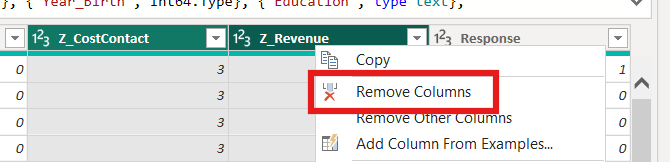 }, { "Year_Birth", Int64.Type}, { "Education", type text},
1²3 Z_CostContact 1²3 Z_Revenue 1²3 Response
0 3 1
Copy
0 3 0
Remove Columns
0 3 0
Remove Other Columns
0 3 0
Add Column From Examples...